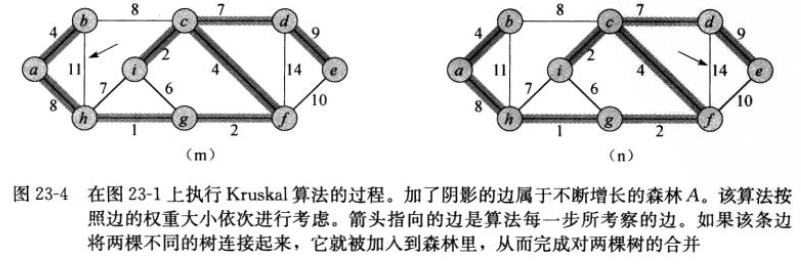 8 7 8 7
b c d b c d
4 9 4 9
2 2
a 11 i 4 14 e a 11 i 4 14 e
7 6 7 6
8 10 8 10
h g f h g f
1 2 1 2
(m) (n)
图 23-4 在图 23-1 上执行 Kruskal 算法的过程。加了阴影的边属于不断增长的森林 A。该算法按
照边的权重大小依次进行考虑。箭头指向的边是算法每一步所考察的边。如果该条边
将两棵不同的树连接起来，它就被加入到森林里，从而完成对两棵树的合并